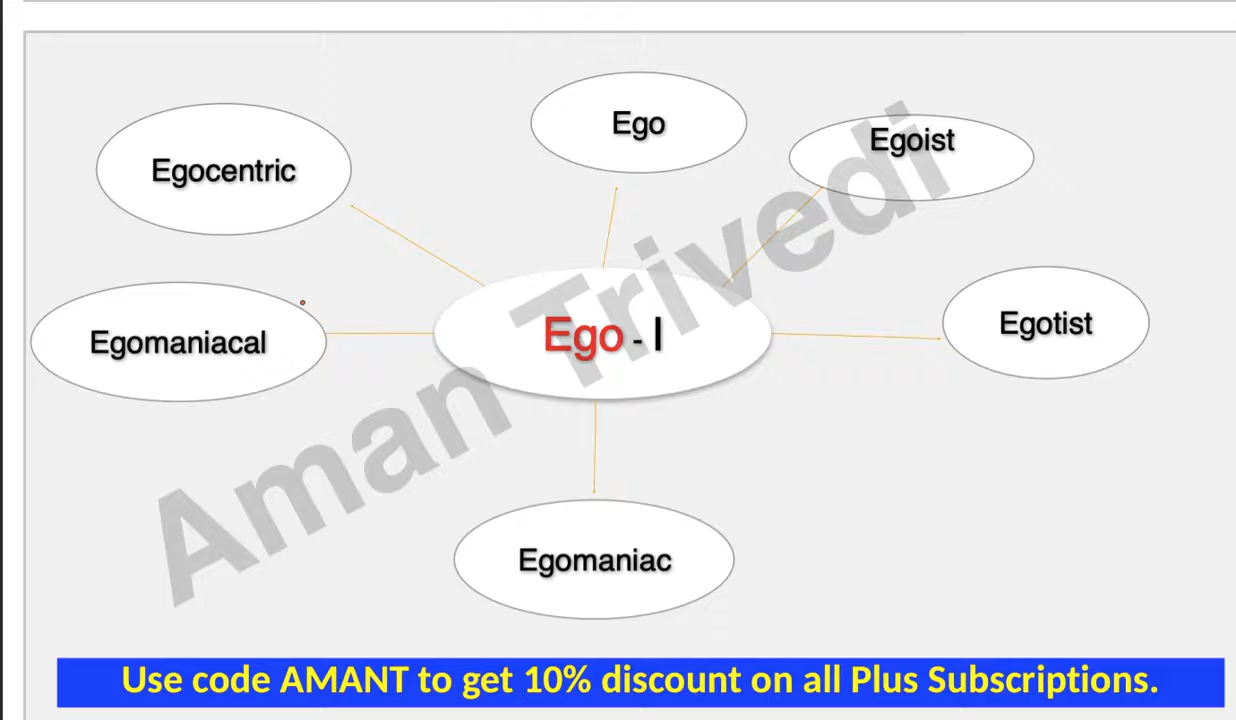 Ego
Egoist
Egocentric
Egotist
Ego - I
Egomaniacal
Egomaniac
Aman Trivedi
Use code AMANT to get 10% discount on all Plus Subscriptions.